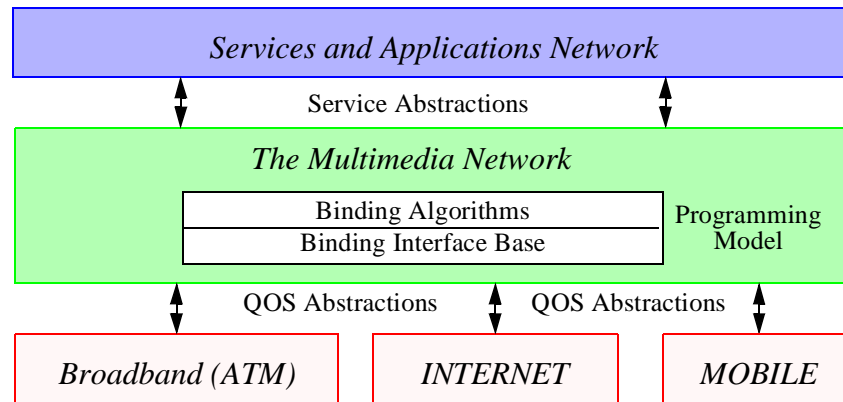 Services and Applications Network
Service Abstractions
The Multimedia Network
Binding Algorithms
Binding Interface Base
Programming
Model
QOS Abstractions
QOS Abstractions
Broadband (ATM)
INTERNET
MOBILE